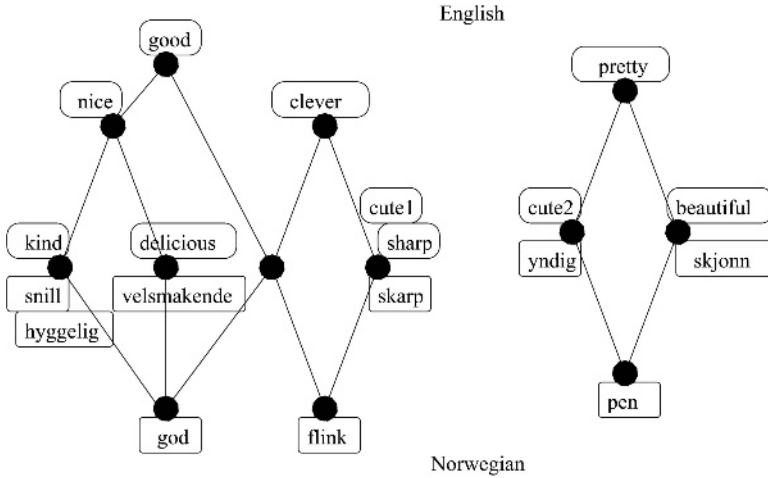 English
good
pretty
nice
clever
cute1
cute2
beautiful
kind
delicious
sharp
yndig
skjonn
snill
velsmakende
skarp
hyggelig
pen
god
flink
Norwegian